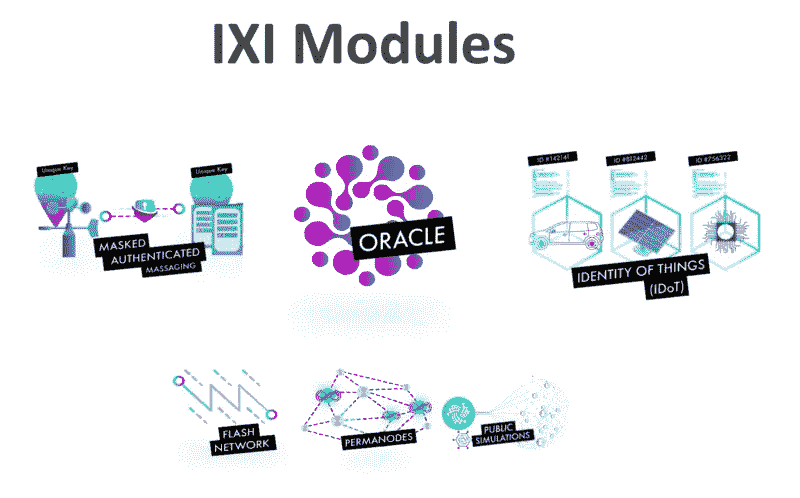 IXI Modules
Unique Key
Unique Key
MASKED
AUTHENTICATED
MASSAGING
ORACLE
ID #142141
ID #812442
ID #756322
IDENTITY OF THINGS
(IDoT)
FLASH
NETWORK
PERMANODES
PUBLIC
SIMULATIONS